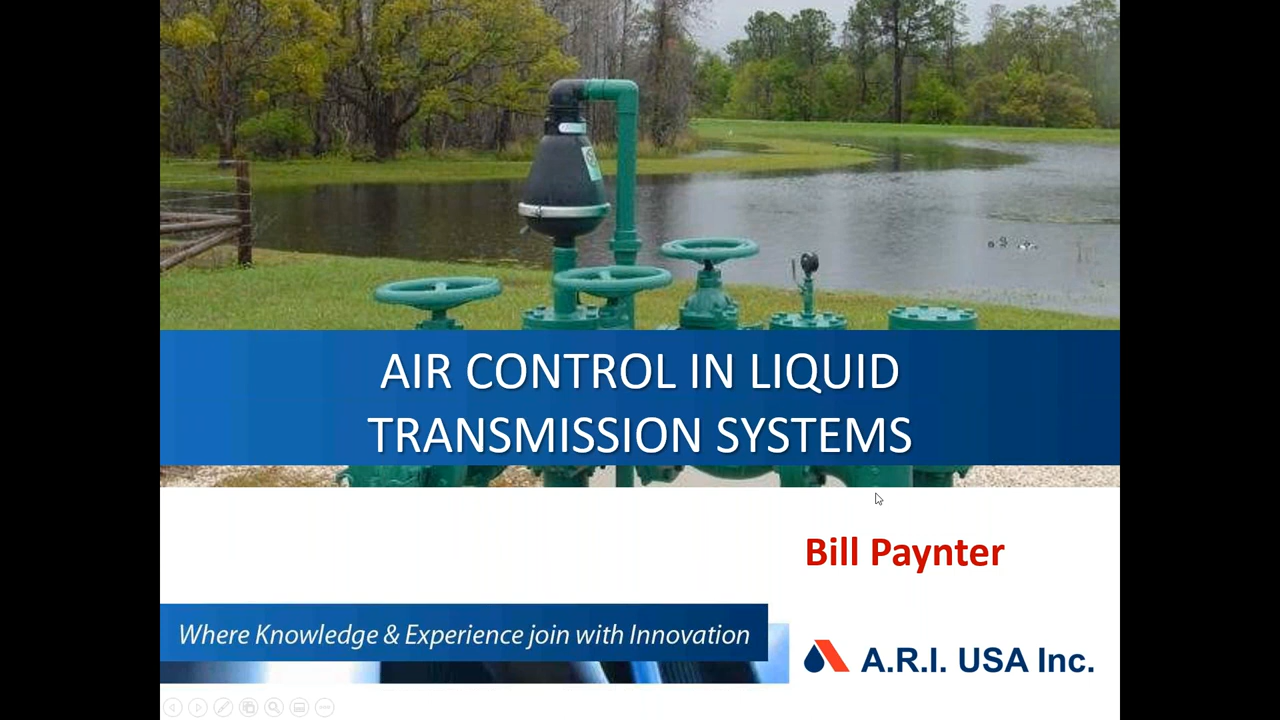 AIR CONTROL IN LIQUID
TRANSMISSION SYSTEMS
Bill Paynter
Where Knowledge & Experience join with Innovation
A.R.I. USA Inc.